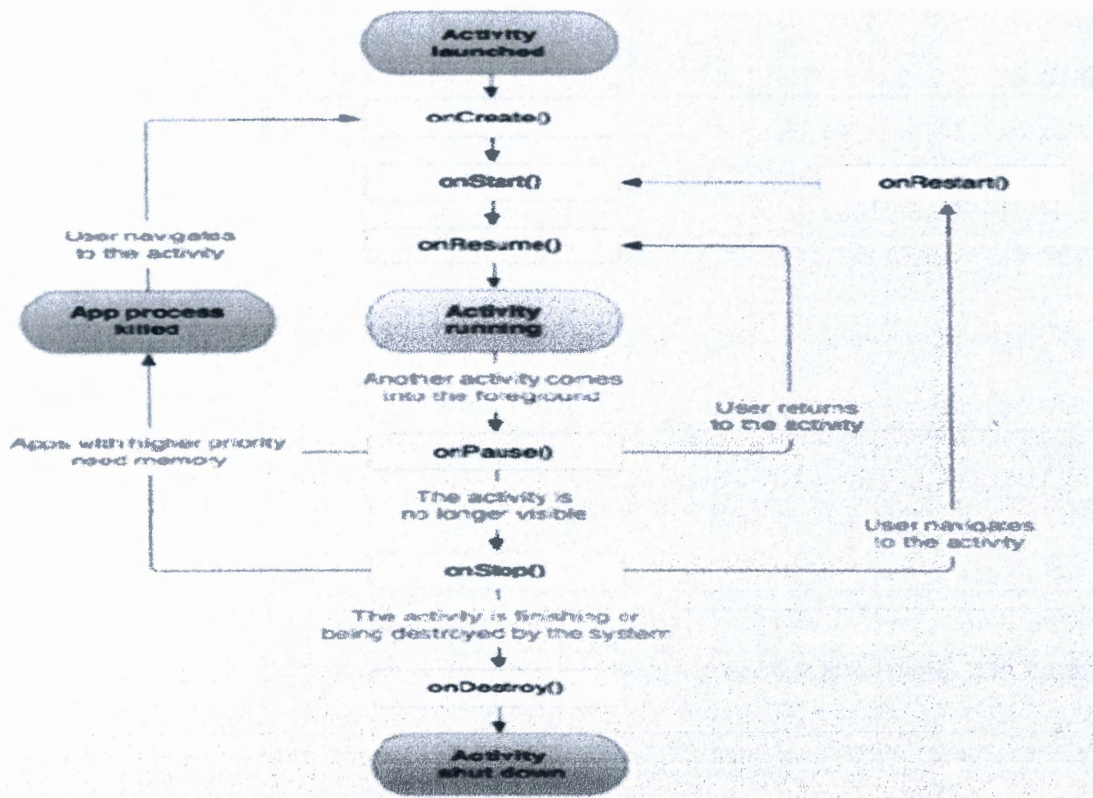 Activity
launched
onCreate()
onStart()
onRestart()
User navigates
to the activity
onResume()
App process
killed
Activity
running
Another activity comes
into the foreground
User returns
to the activity
Apps with higher priority
need memory
onPause()
The activity is
no longer visible
User navigates
to the activity
onStop()
The activity is finishing or
being destroyed by the system
onDestroy()
Activity
shut down